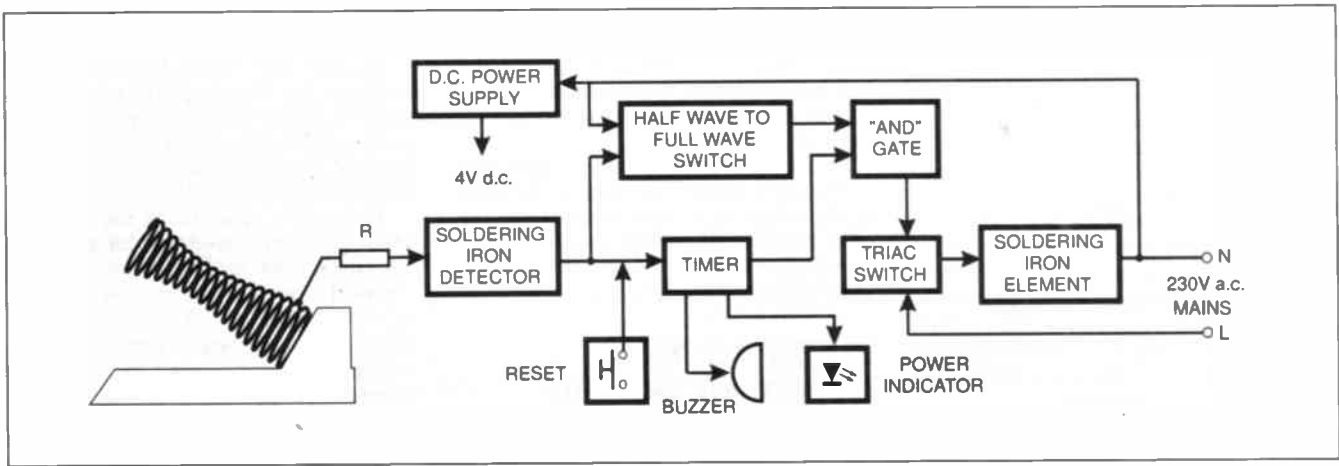 D.C. POWER
SUPPLY
4V d.c.
HALF WAVE TO
FULL WAVE
SWITCH
"AND"
GATE
R
SOLDERING
IRON
DETECTOR
TIMER
TRIAC
SWITCH
SOLDERING
IRON
ELEMENT
N
230V a.c.
MAINS
L
RESET
BUZZER
POWER
INDICATOR